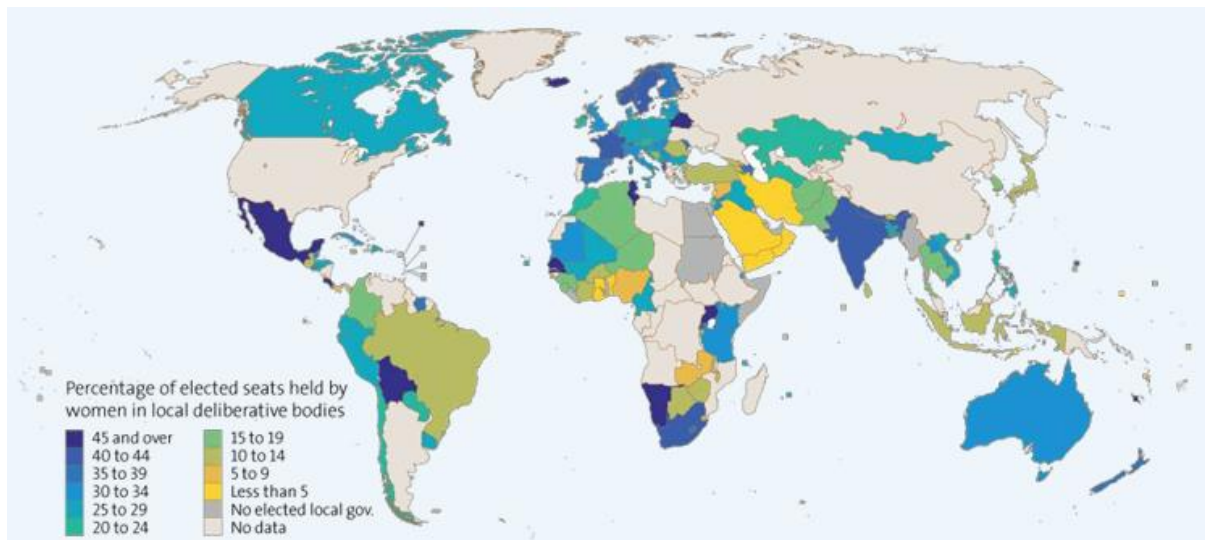 Percentage of elected seats held by
women in local deliberative bodies
45 and over
40 to 44
35 to 39
30 to 34
25 to 29
20 to 24
15 to 19
10 to 14
5 to 9
Less than 5
No elected local gov.
No data